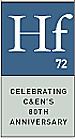 Hf
72
CELEBRATING
C&EN'S
80TH
ANNIVERSARY